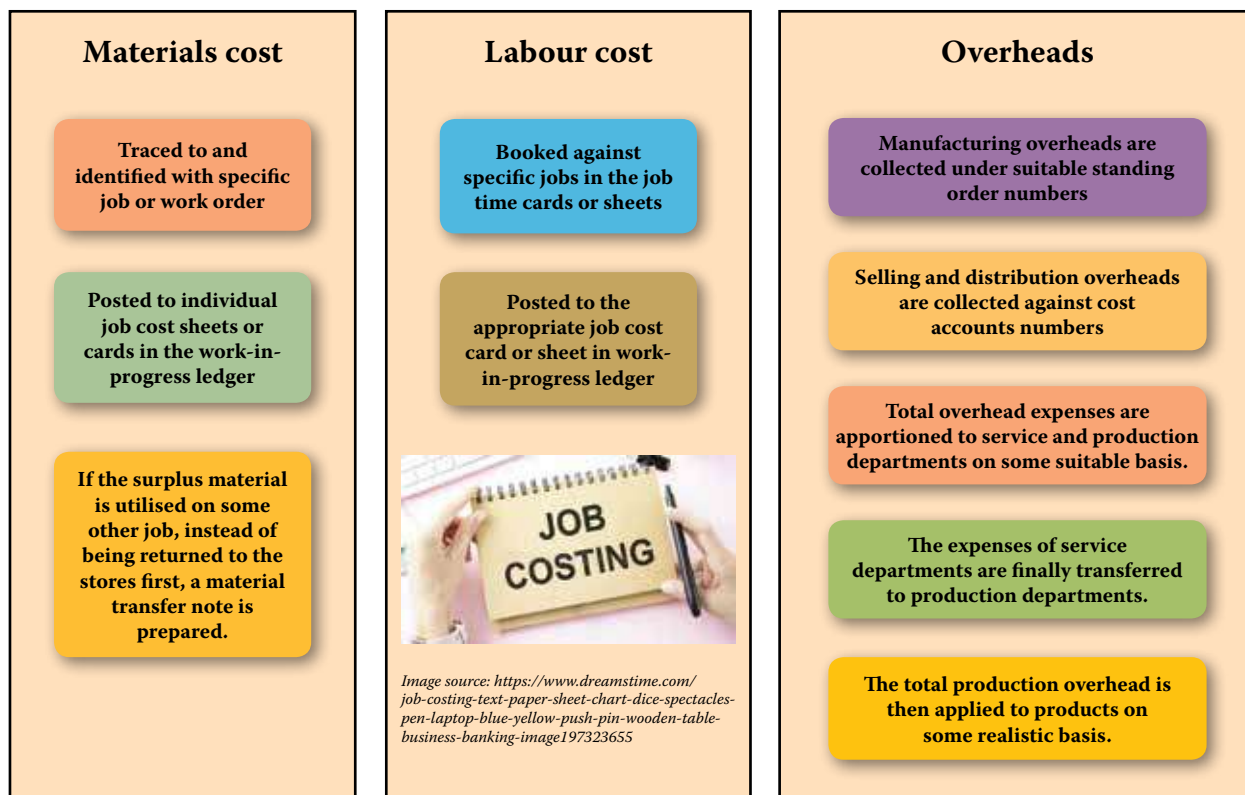 Materials cost
Traced to and
identified with specific
job or work order
Posted to individual
job cost sheets or
cards in the work-in-
progress ledger
If the surplus material
is utilised on some
other job, instead of
being returned to the
stores first, a material
transfer note is
prepared.
Labour cost
Booked against
specific jobs in the job
time cards or sheets
Posted to the
appropriate job cost
card or sheet in work-
in-progress ledger
JOB
COSTING
Image source: https://www.dreamstime.com/
job-costing-text-paper-sheet-chart-dice-spectacles-
pen-laptop-blue-yellow-push-pin-wooden-table-
business-banking-image197323655
Overheads
Manufacturing overheads are
collected under suitable standing
order numbers
Selling and distribution overheads
are collected against cost
accounts numbers
Total overhead expenses are
apportioned to service and production
departments on some suitable basis.
The expenses of service
departments are finally transferred
to production departments.
The total production overhead is
then applied to products on
some realistic basis.